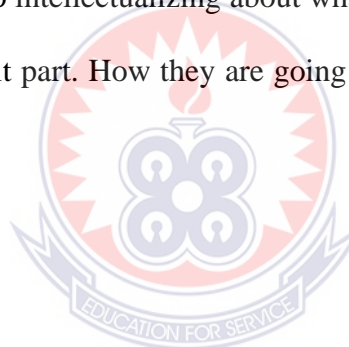 intellectualizing about
t part. How they are going
EDUCATION FOR SERVICE